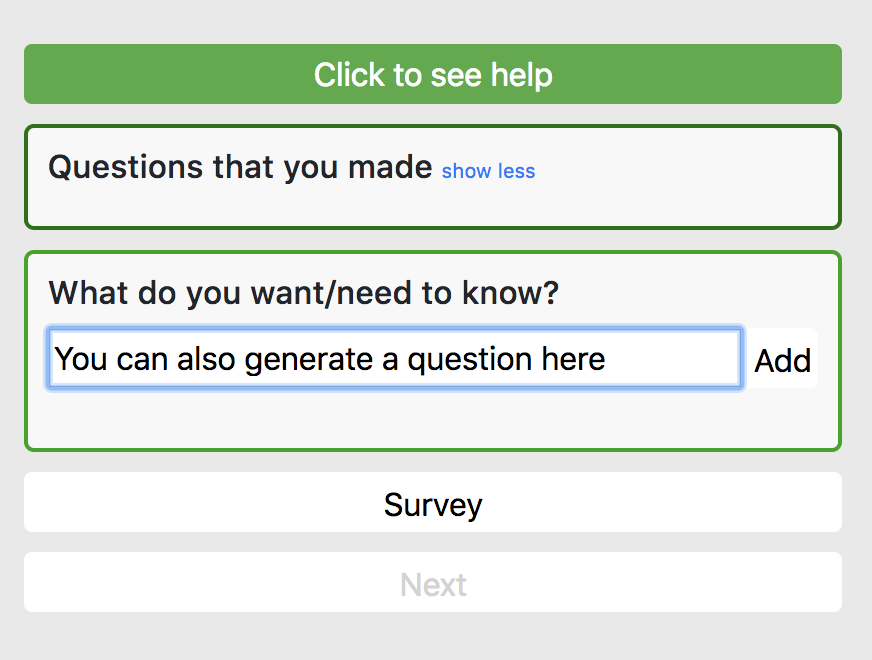 Click to see help
Questions that you made show less
What do you want/need to know?
You can also generate a question here Add
Survey
Next